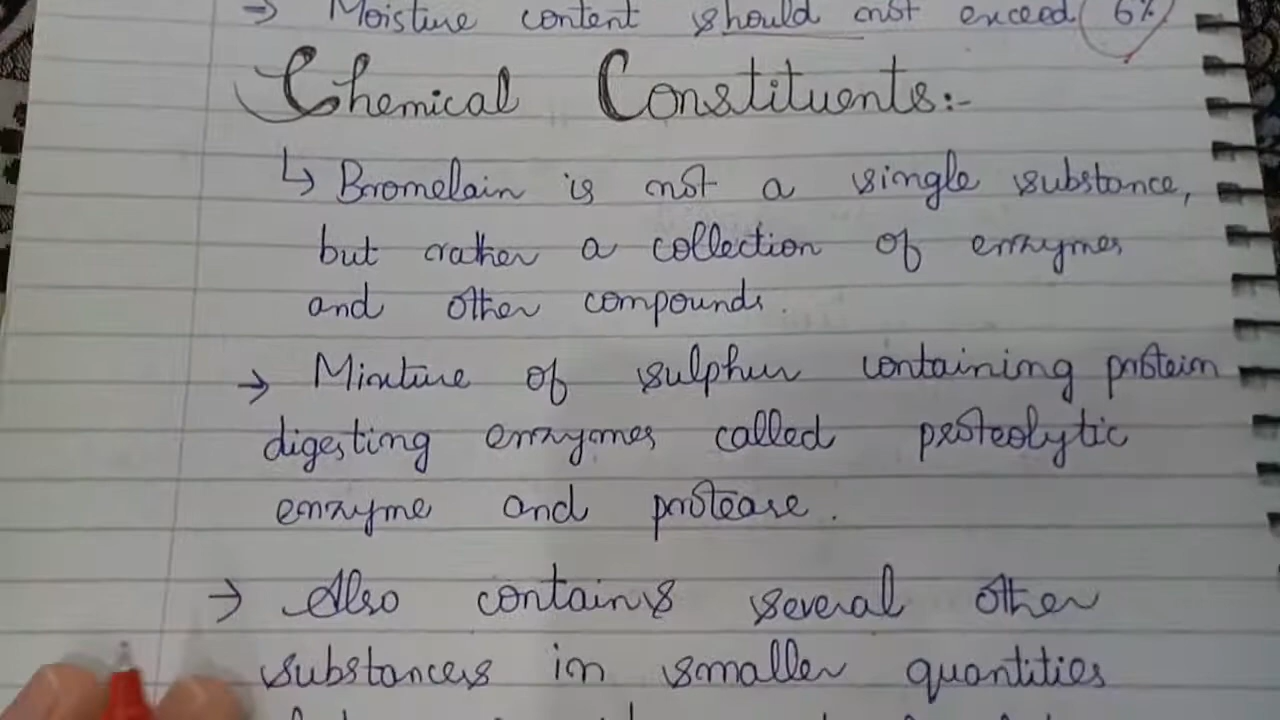 → Moisture content should not exceed 6%
Chemical Constituents:-
↳ Bromelain is not a single substance,
but rather a collection of enzymes
and other compounds.
→ Mixture of sulphur containing protein
digesting enzymes called proteolytic
enzyme and protease.
→ Also contains several other
substances in smaller quantities